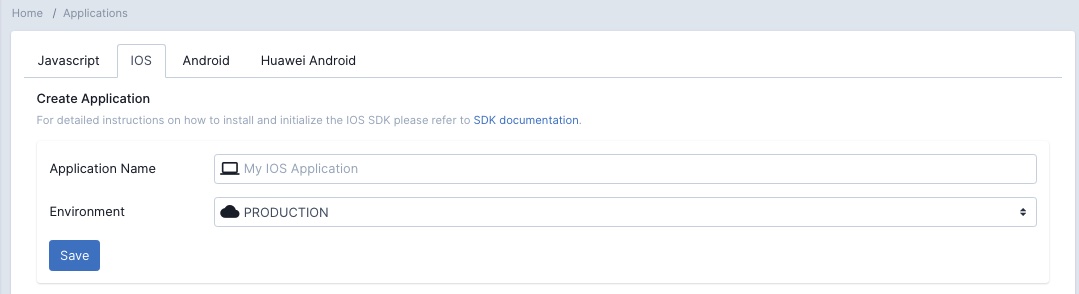 Home / Applications
Javascript IOS Android Huawei Android
Create Application
For detailed instructions on how to install and initialize the IOS SDK please refer to SDK documentation.
Application Name My IOS Application
Environment PRODUCTION
Save